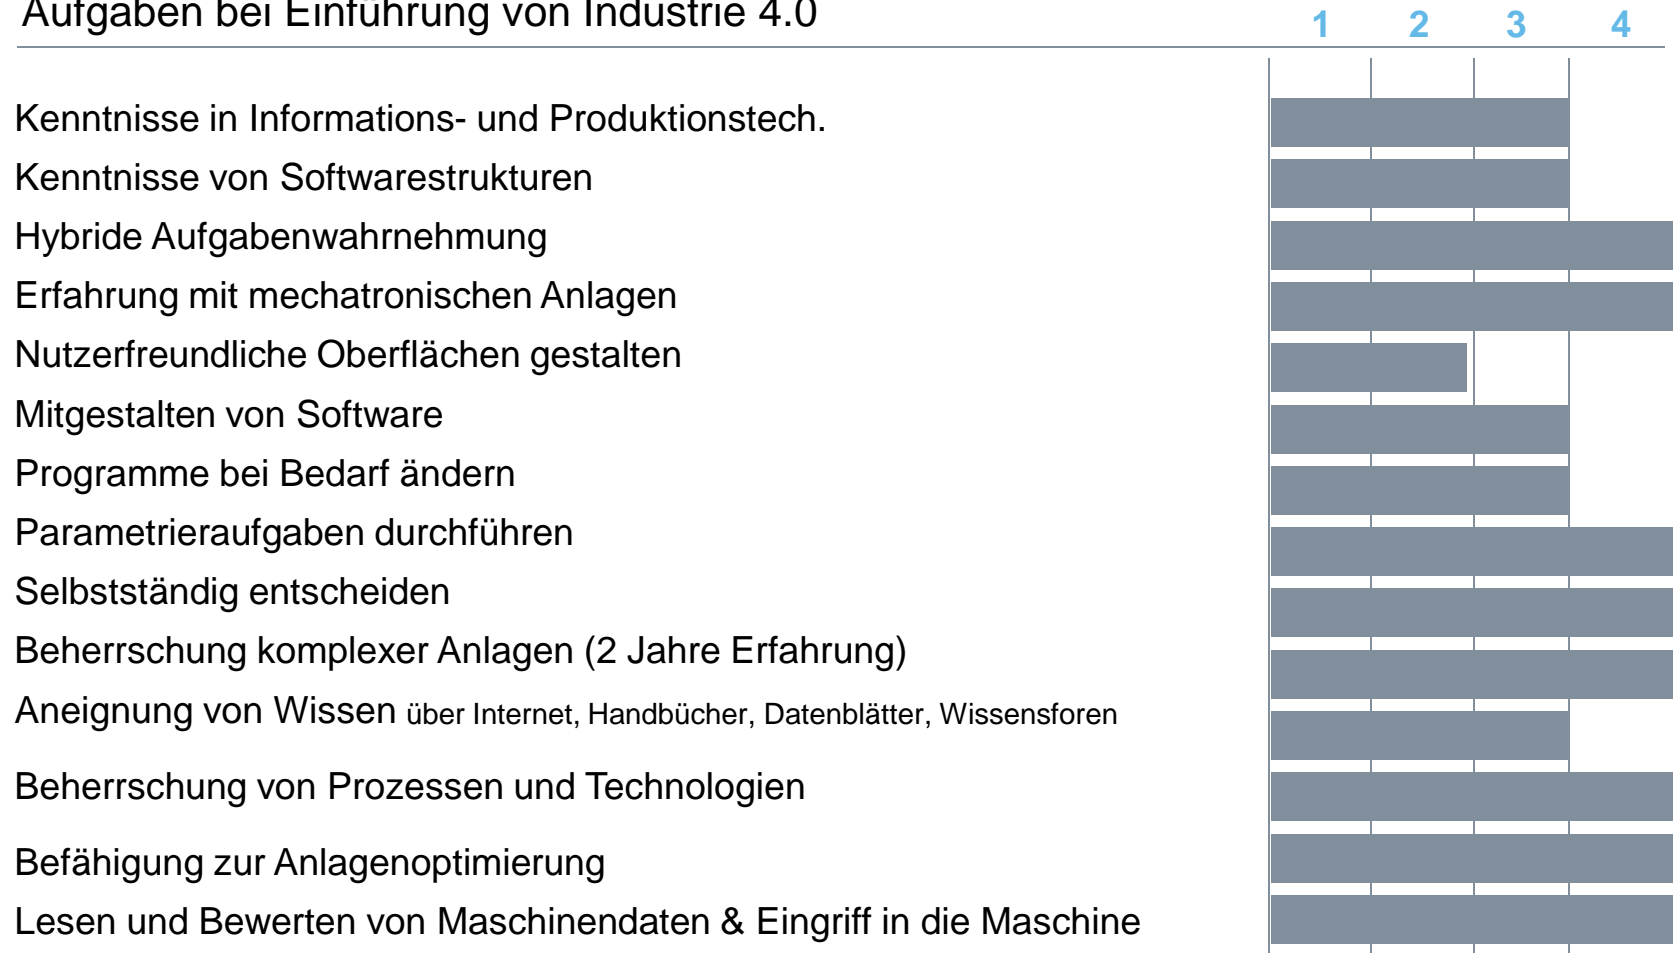 Aufgaben bei Einführung von Industrie 4.0 1 2 3 4
Kenntnisse in Informations- und Produktionstech.
Kenntnisse von Softwarestrukturen
Hybride Aufgabenwahrnehmung
Erfahrung mit mechatronischen Anlagen
Nutzerfreundliche Oberflächen gestalten
Mitgestalten von Software
Programme bei Bedarf ändern
Parametrieraufgaben durchführen
Selbstständig entscheiden
Beherrschung komplexer Anlagen (2 Jahre Erfahrung)
Aneignung von Wissen über Internet, Handbücher, Datenblätter, Wissensforen
Beherrschung von Prozessen und Technologien
Befähigung zur Anlagenoptimierung
Lesen und Bewerten von Maschinendaten & Eingriff in die Maschine